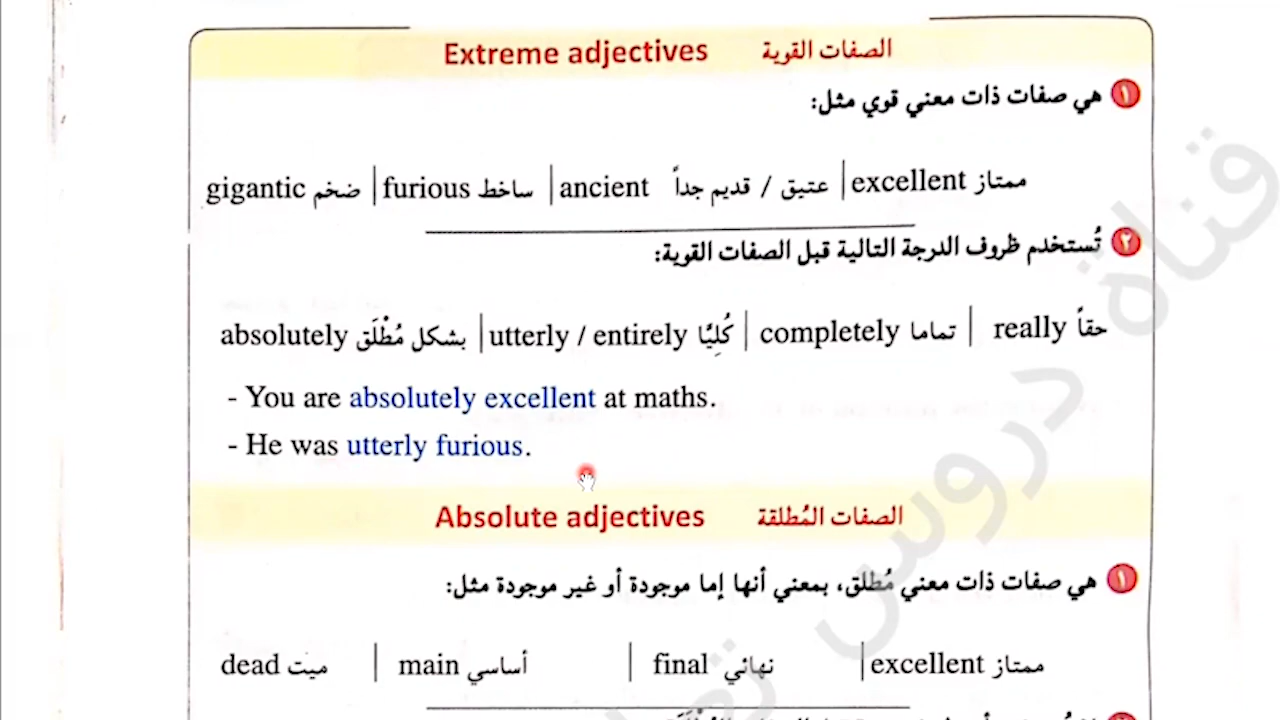 Extreme adjectives الصفات القوية
١ هي صفات ذات معني قوي مثل:
ممتاز excellent | عتيق / قديم جداً ancient | ساخط furious | ضخم gigantic
٢ تُستخدم ظروف الدرجة التالية قبل الصفات القوية:
حقاً really | تماما completely | كُلِيًّا utterly / entirely | بشكل مُطْلَق absolutely
- You are absolutely excellent at maths.
- He was utterly furious.
Absolute adjectives الصفات المُطلقة
١ هي صفات ذات معني مُطلق، بمعني أنها إما موجودة أو غير موجودة مثل:
ممتاز excellent | نهائي final | أساسي main | ميت dead
قناة دروس